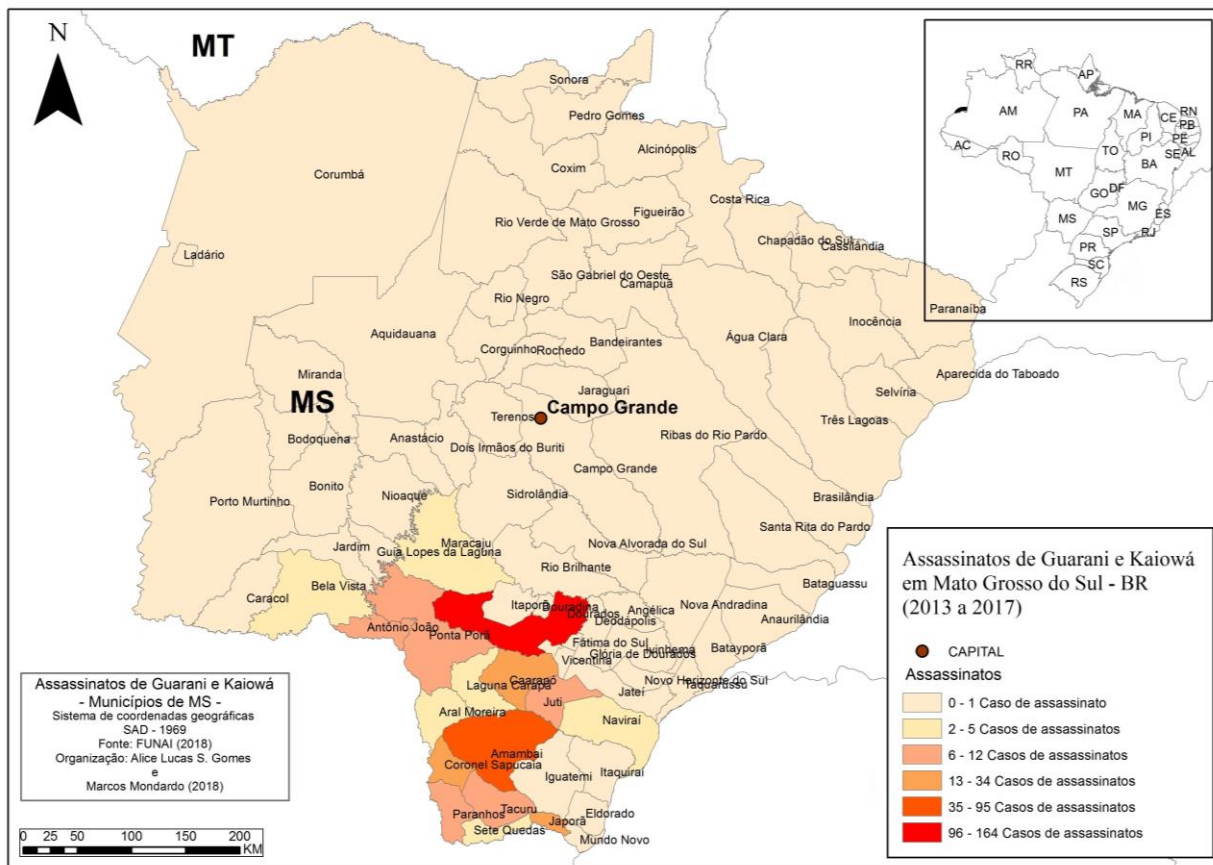 MT
Sonora
Pedro Gomes
Alcinópolis
Coxim
Corumbá
Costa Rica
Figueirão
Rio Verde de Mato Grosso
Chapadão do Sul
Cassilândia
Ladário
São Gabriel do Oeste
Camapuã
Rio Negro
Paranaíba
Inocência
Aquidauana
Água Clara
Bandeirantes
Corguinho
Rochedo
Miranda
Aparecida do Taboado
Jaraguari
Selvíria
MS
Campo Grande
Terenos
Três Lagoas
Bodoquena
Anastácio
Ribas do Rio Pardo
Dois Irmãos do Buriti
Campo Grande
Bonito
Nioaque
Sidrolândia
Porto Murtinho
Brasilândia
Santa Rita do Pardo
Maracaju
Nova Alvorada do Sul
Jardim
Guia Lopes da Laguna
Rio Brilhante
Bela Vista
Bataguassu
Caracol
Itaporã
Douradina
Dourados
Angélica
Nova Andradina
Deodápolis
Anaurilândia
Antônio João
Ponta Porã
Fátima do Sul
Glória de Dourados
Ivinhema
Batayporã
Vicentina
Caarapó
Laguna Carapã
Novo Horizonte do Sul
Taquarussu
Jateí
Juti
Aral Moreira
Naviraí
Amambai
Coronel Sapucaia
Iguatemi
Itaquiraí
Tacuru
Paranhos
Eldorado
Japorã
Sete Quedas
Mundo Novo
RR
AP
AM
PA
MA
CE
RN
PB
PI
PE
AC
TO
SE
AL
RO
BA
MT
DF
GO
MG
MS
ES
SP
RJ
PR
SC
RS
Assassinatos de Guarani e Kaiowá
- Municípios de MS -
Sistema de coordenadas geográficas
SAD - 1969
Fonte: FUNAI (2018)
Organização: Alice Lucas S. Gomes
e
Marcos Mondardo (2018)
0 25 50 100 150 200
KM
Assassinatos de Guarani e Kaiowá
em Mato Grosso do Sul - BR
(2013 a 2017)
CAPITAL
Assassinatos
0 - 1 Caso de assassinato
2 - 5 Casos de assassinatos
6 - 12 Casos de assassinatos
13 - 34 Casos de assassinatos
35 - 95 Casos de assassinatos
96 - 164 Casos de assassinatos